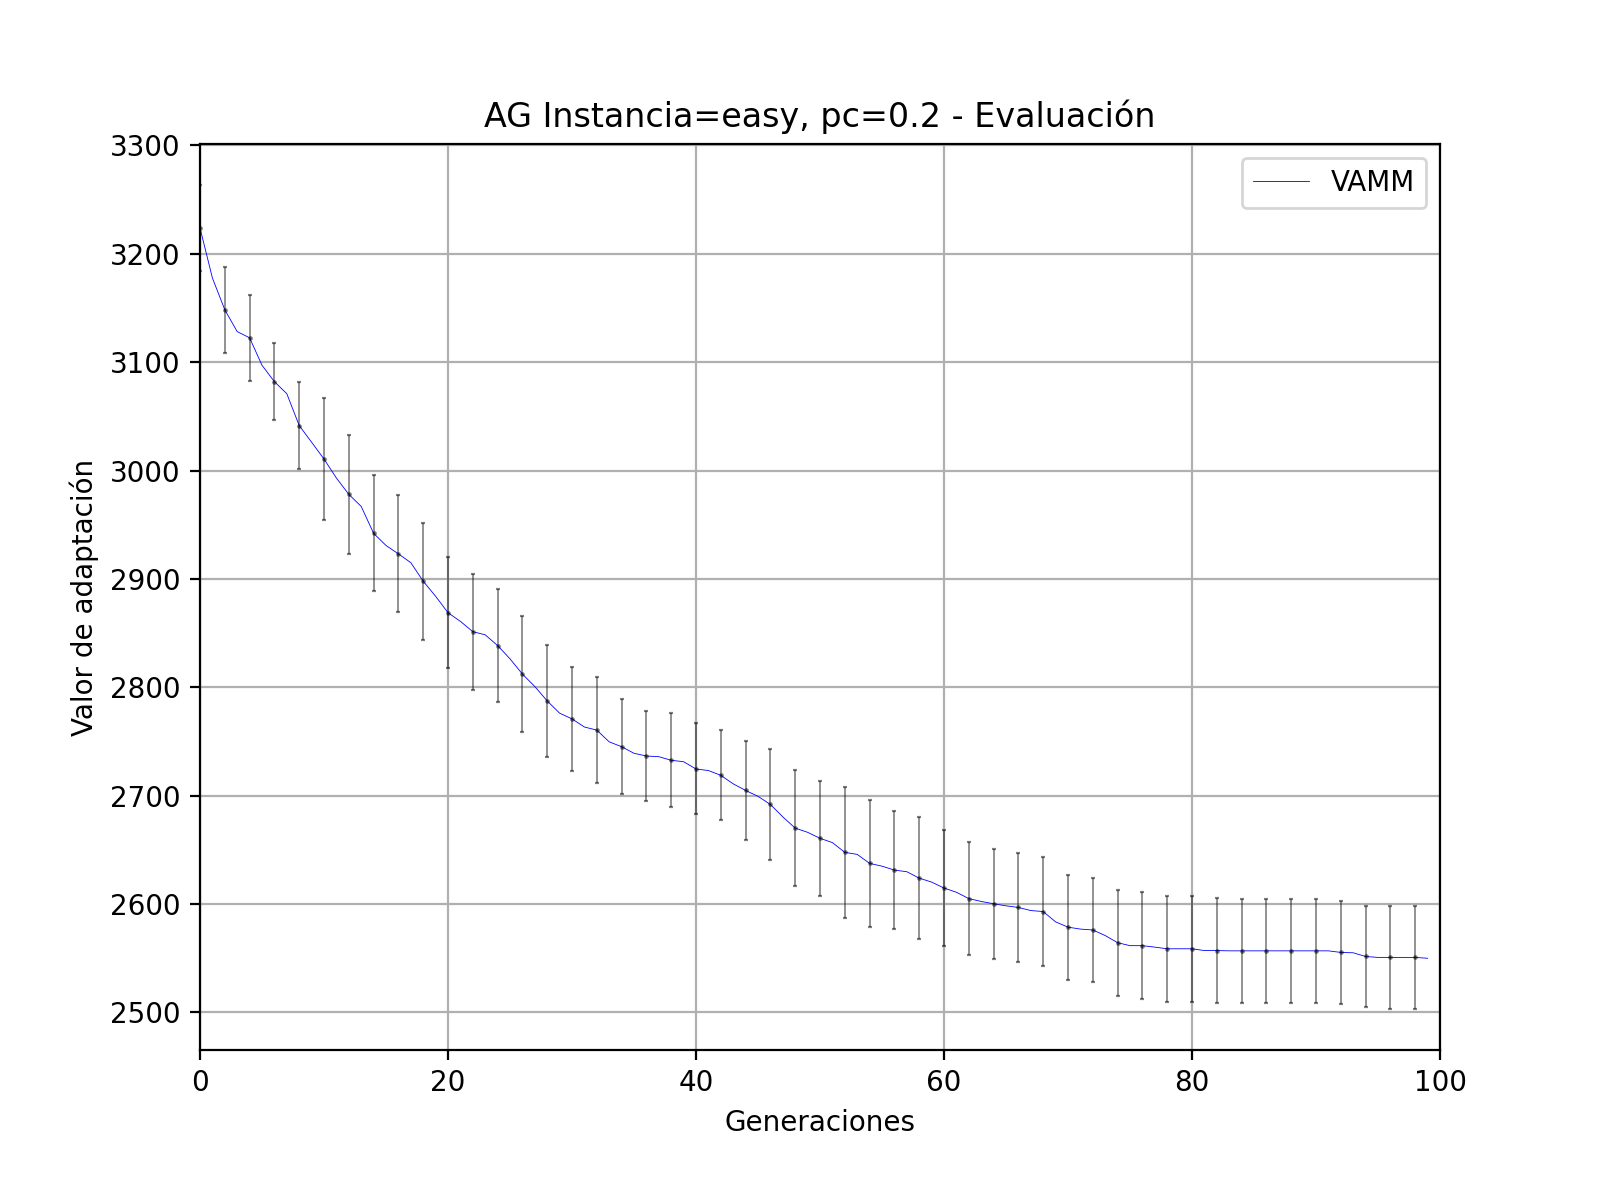 AG Instancia=easy, pc=0.2 - Evaluación
VAMM
3300
3200
3100
3000
2900
2800
2700
2600
2500
Valor de adaptación
0 20 40 60 80 100
Generaciones